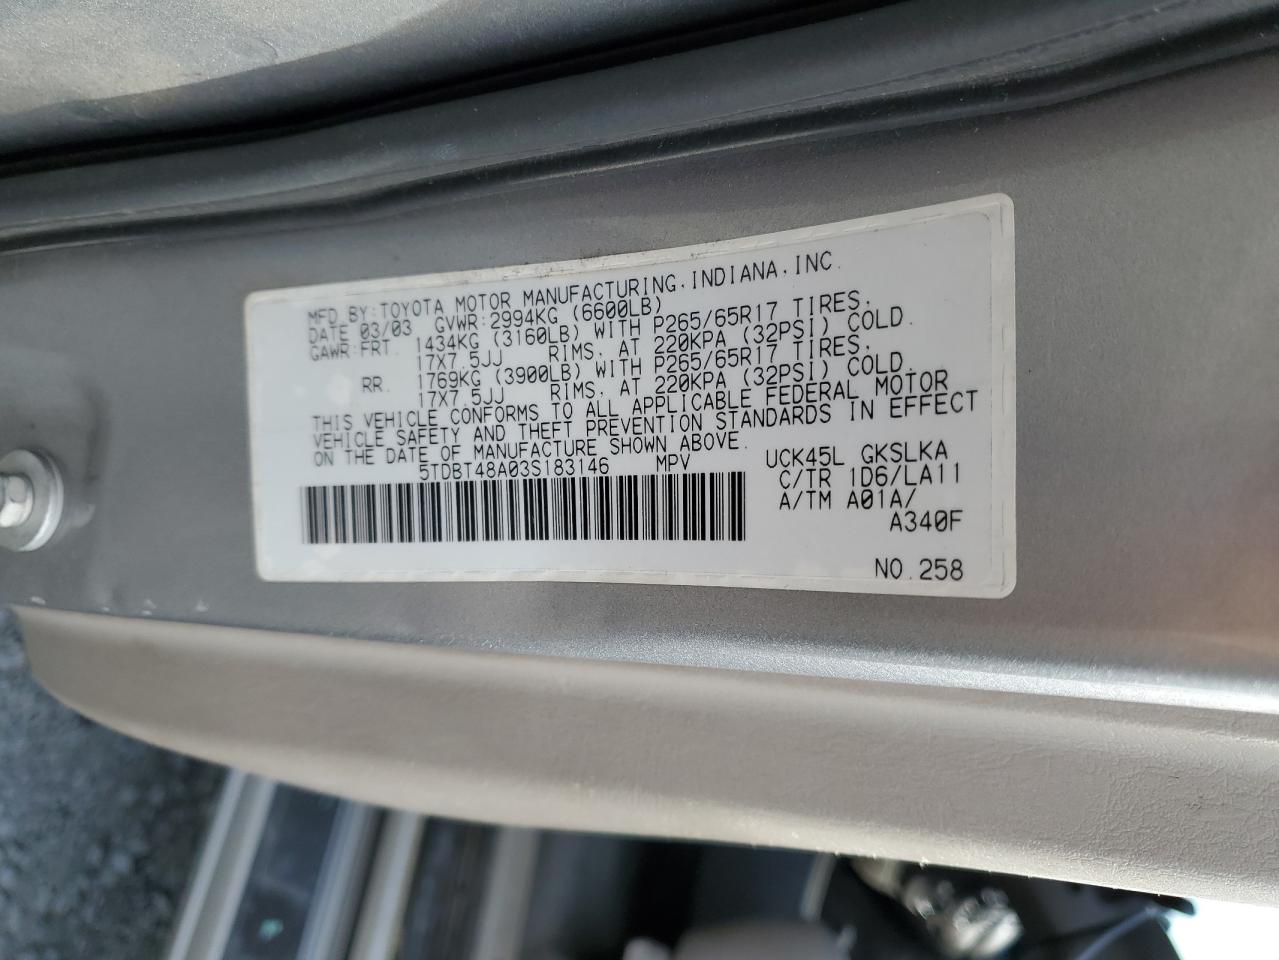 MFD BY: TOYOTA MOTOR MANUFACTURING, INDIANA, INC.
DATE 03/03 GVWR: 2994KG (6600LB)
GAWR: FRT. 1434KG (3160LB) WITH P265/65R17 TIRES,
17X7.5JJ RIMS, AT 220KPA (32PSI) COLD.
RR. 1769KG (3900LB) WITH P265/65R17 TIRES,
17X7.5JJ RIMS, AT 220KPA (32PSI) COLD.
THIS VEHICLE CONFORMS TO ALL APPLICABLE FEDERAL MOTOR
VEHICLE SAFETY AND THEFT PREVENTION STANDARDS IN EFFECT
ON THE DATE OF MANUFACTURE SHOWN ABOVE.
5TDBT48A03S183146 MPV
UCK45L GKSLKA
C/TR 1D6/LA11
A/TM A01A/
A340F
NO.258